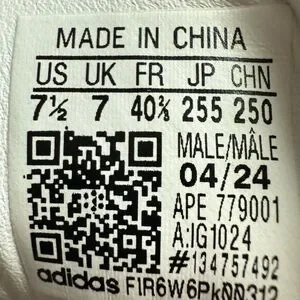 MADE IN CHINA
US UK FR JP CHN
7½ 7 40⅔ 255 250
MALE/MÂLE
04/24
APE 779001
A:IG1024
#134757492
adidas